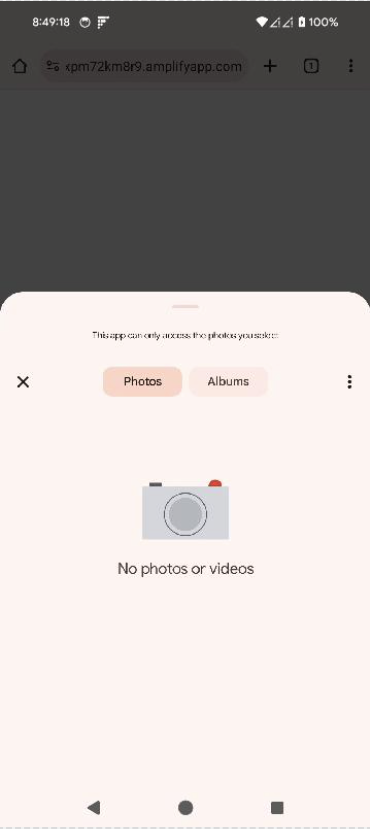 8:49:18 100%
xpm72km8r9.amplifyapp.com 1
This app can only access the photos you select
Photos Albums
No photos or videos